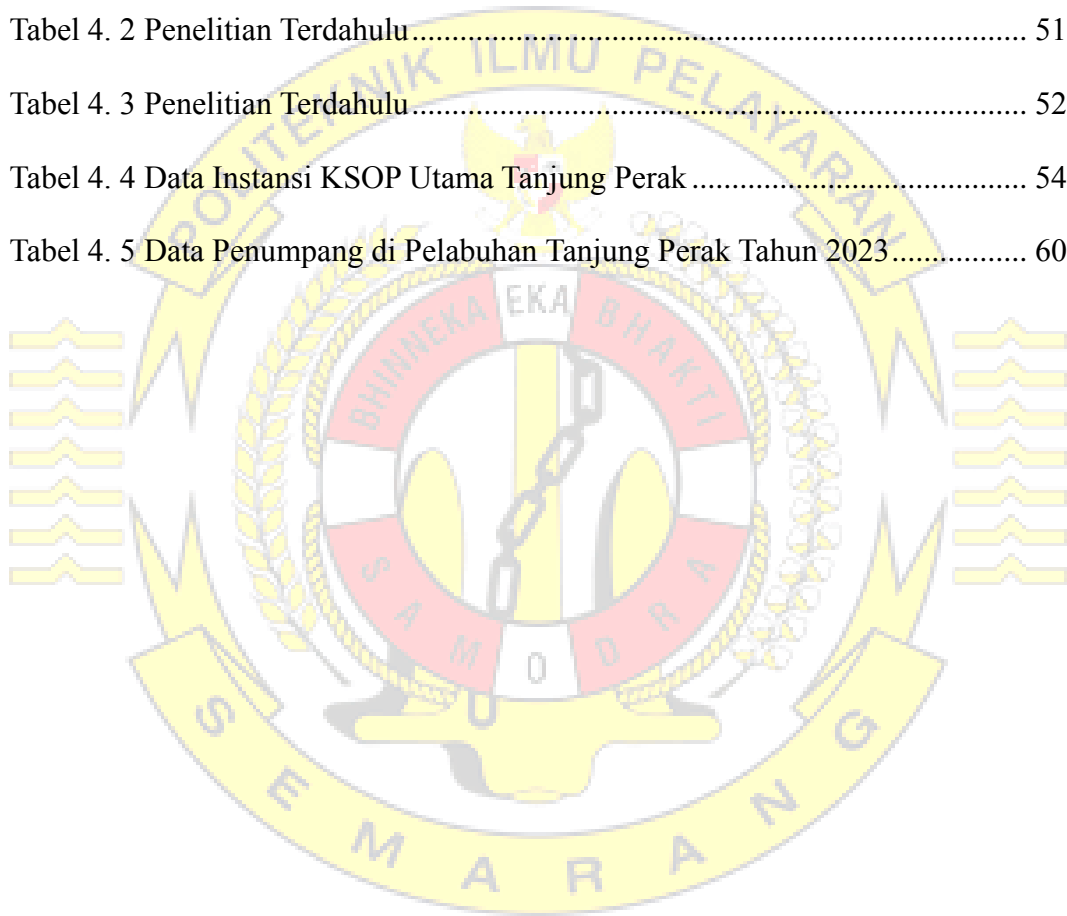 Tabel 4. 2 Penelitian Terdahulu........................................................................... 51
Tabel 4. 3 Penelitian Terdahulu........................................................................... 52
Tabel 4. 4 Data Instansi KSOP Utama Tanjung Perak ........................................ 54
Tabel 4. 5 Data Penumpang di Pelabuhan Tanjung Perak Tahun 2023................ 60
POLITEKNIK ILMU PELAYARAN
BHINNEKA EKA BHAKTI
SAMODRA
SEMARANG